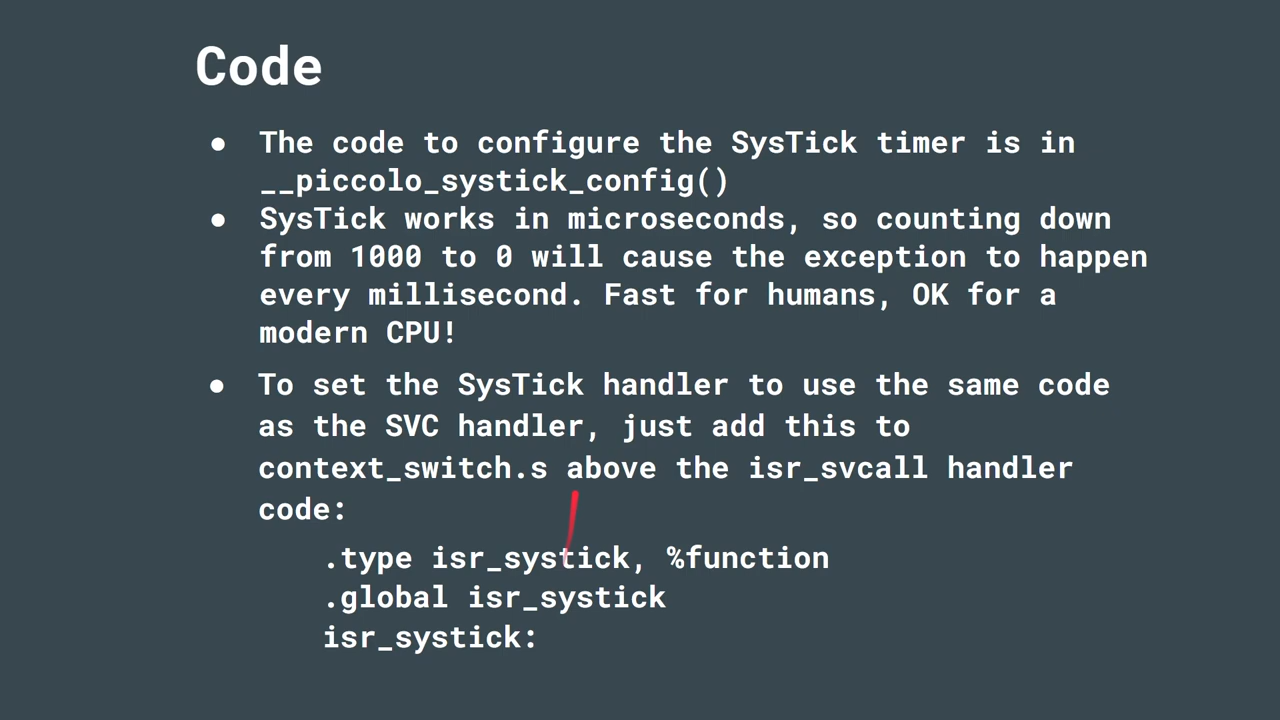 Code
● The code to configure the SysTick timer is in
__piccolo_systick_config()
● SysTick works in microseconds, so counting down
from 1000 to 0 will cause the exception to happen
every millisecond. Fast for humans, OK for a
modern CPU!
● To set the SysTick handler to use the same code
as the SVC handler, just add this to
context_switch.s above the isr_svcall handler
code:
.type isr_systick, %function
.global isr_systick
isr_systick: